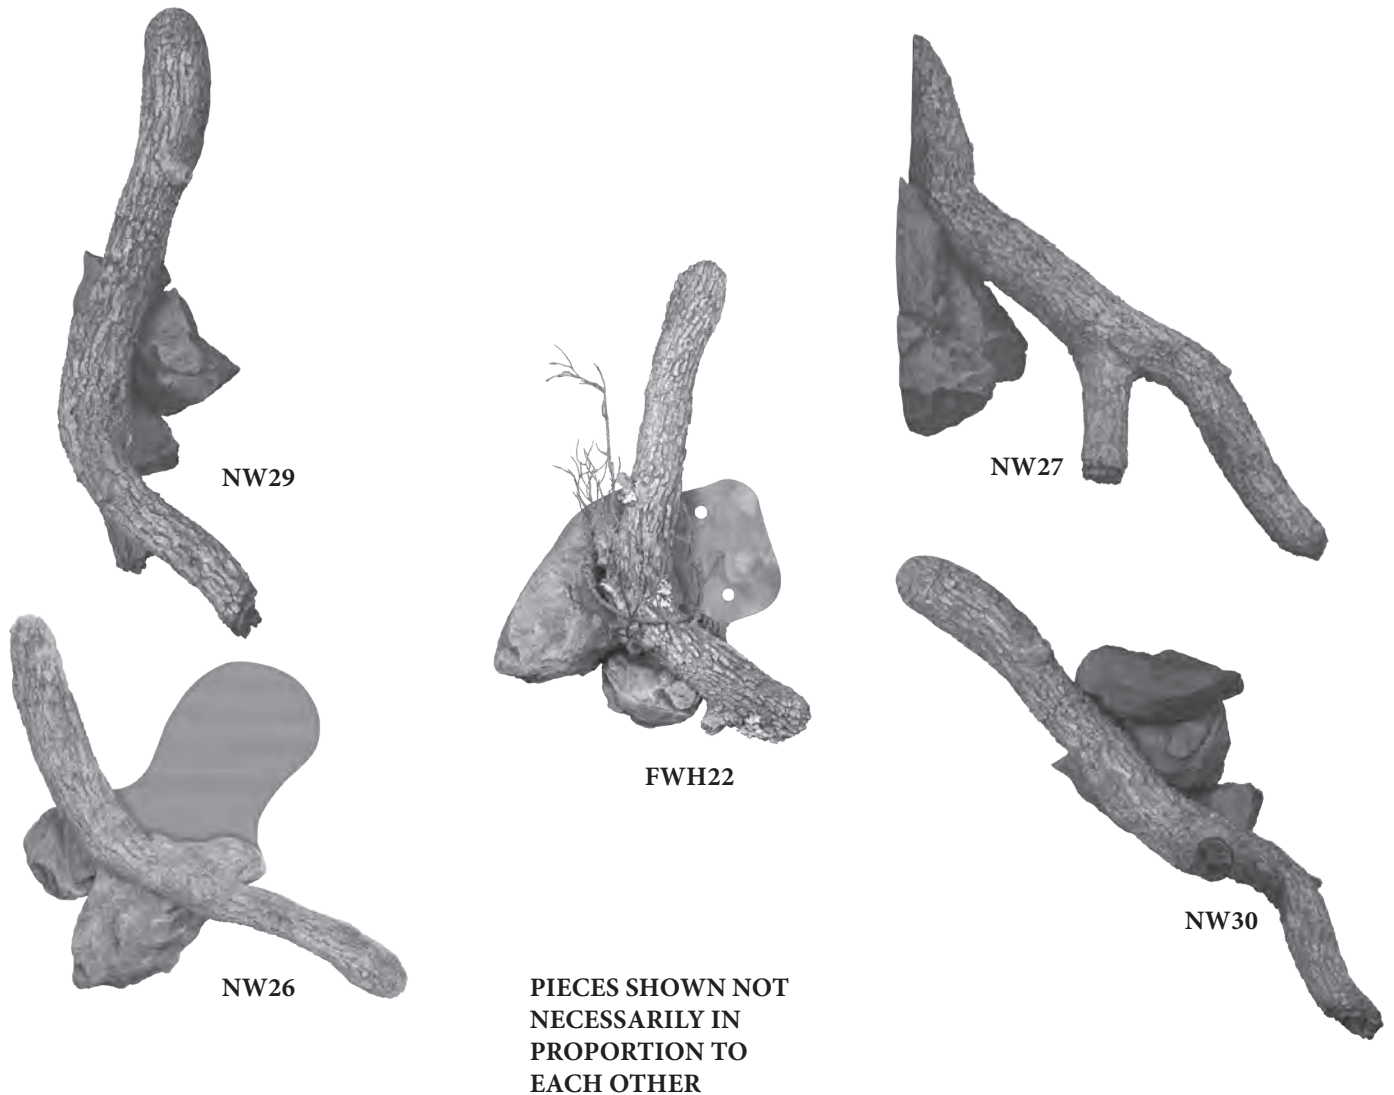 NW29
NW27
FWH22
NW30
NW26
PIECES SHOWN NOT
NECESSARILY IN
PROPORTION TO
EACH OTHER